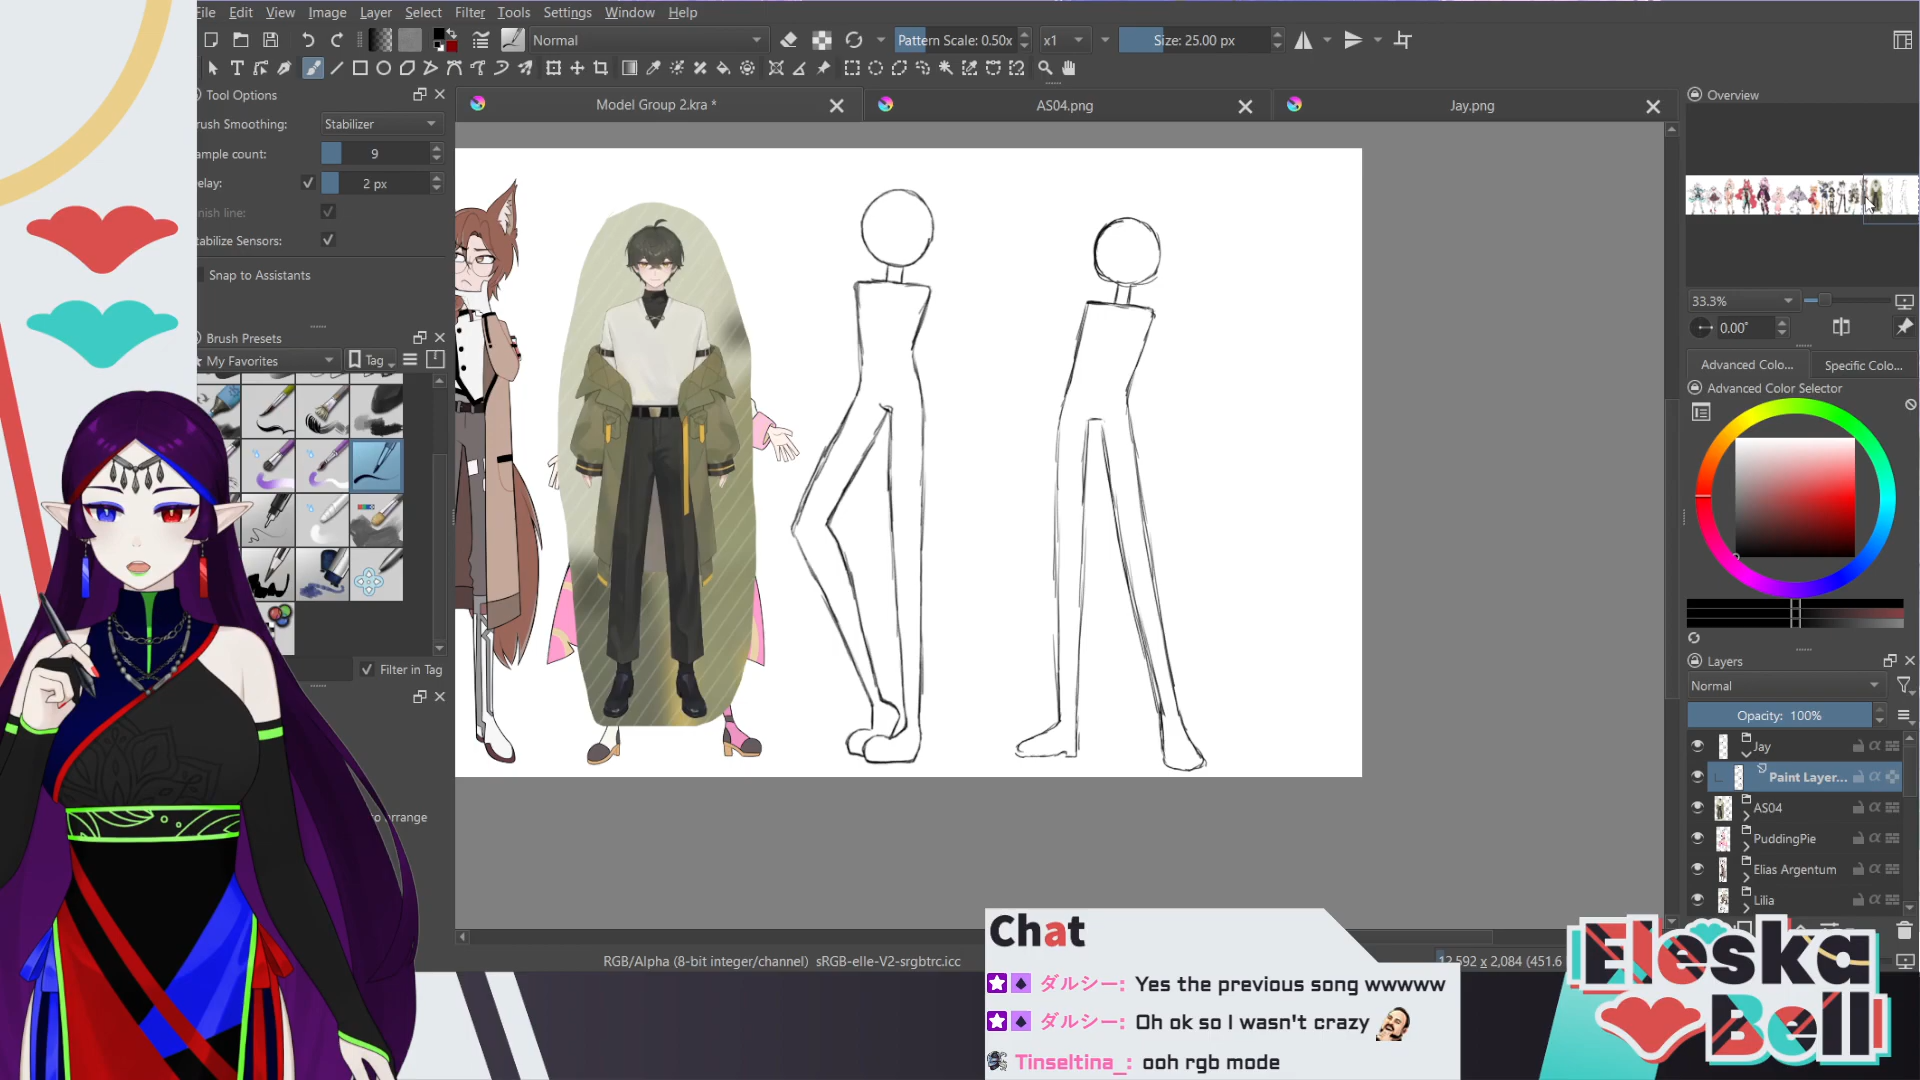 File Edit View Image Layer Select Filter Tools Settings Window Help
Normal
Pattern Scale: 0.50x
x1
Size: 25.00 px
Tool Options
Model Group 2.kra *
AS04.png
Jay.png
Overview
rush Smoothing:
Stabilizer
ample count:
9
elay:
2 px
nish line:
tabilize Sensors:
Snap to Assistants
33.3%
0.00°
Brush Presets
My Favorites
Tag
Advanced Colo...
Specific Colo...
Advanced Color Selector
Filter in Tag
Layers
Normal
Opacity: 100%
Jay
Paint Layer...
AS04
PuddingPie
Elias Argentum
Lilia
o arrange
RGB/Alpha (8-bit integer/channel) sRGB-elle-V2-srgbtrc.icc
12,592 x 2,084 (451.6
Chat
ダルシー: Yes the previous song wwwww
ダルシー: Oh ok so I wasn't crazy
Tinseltina_: ooh rgb mode
Eleska
Bell